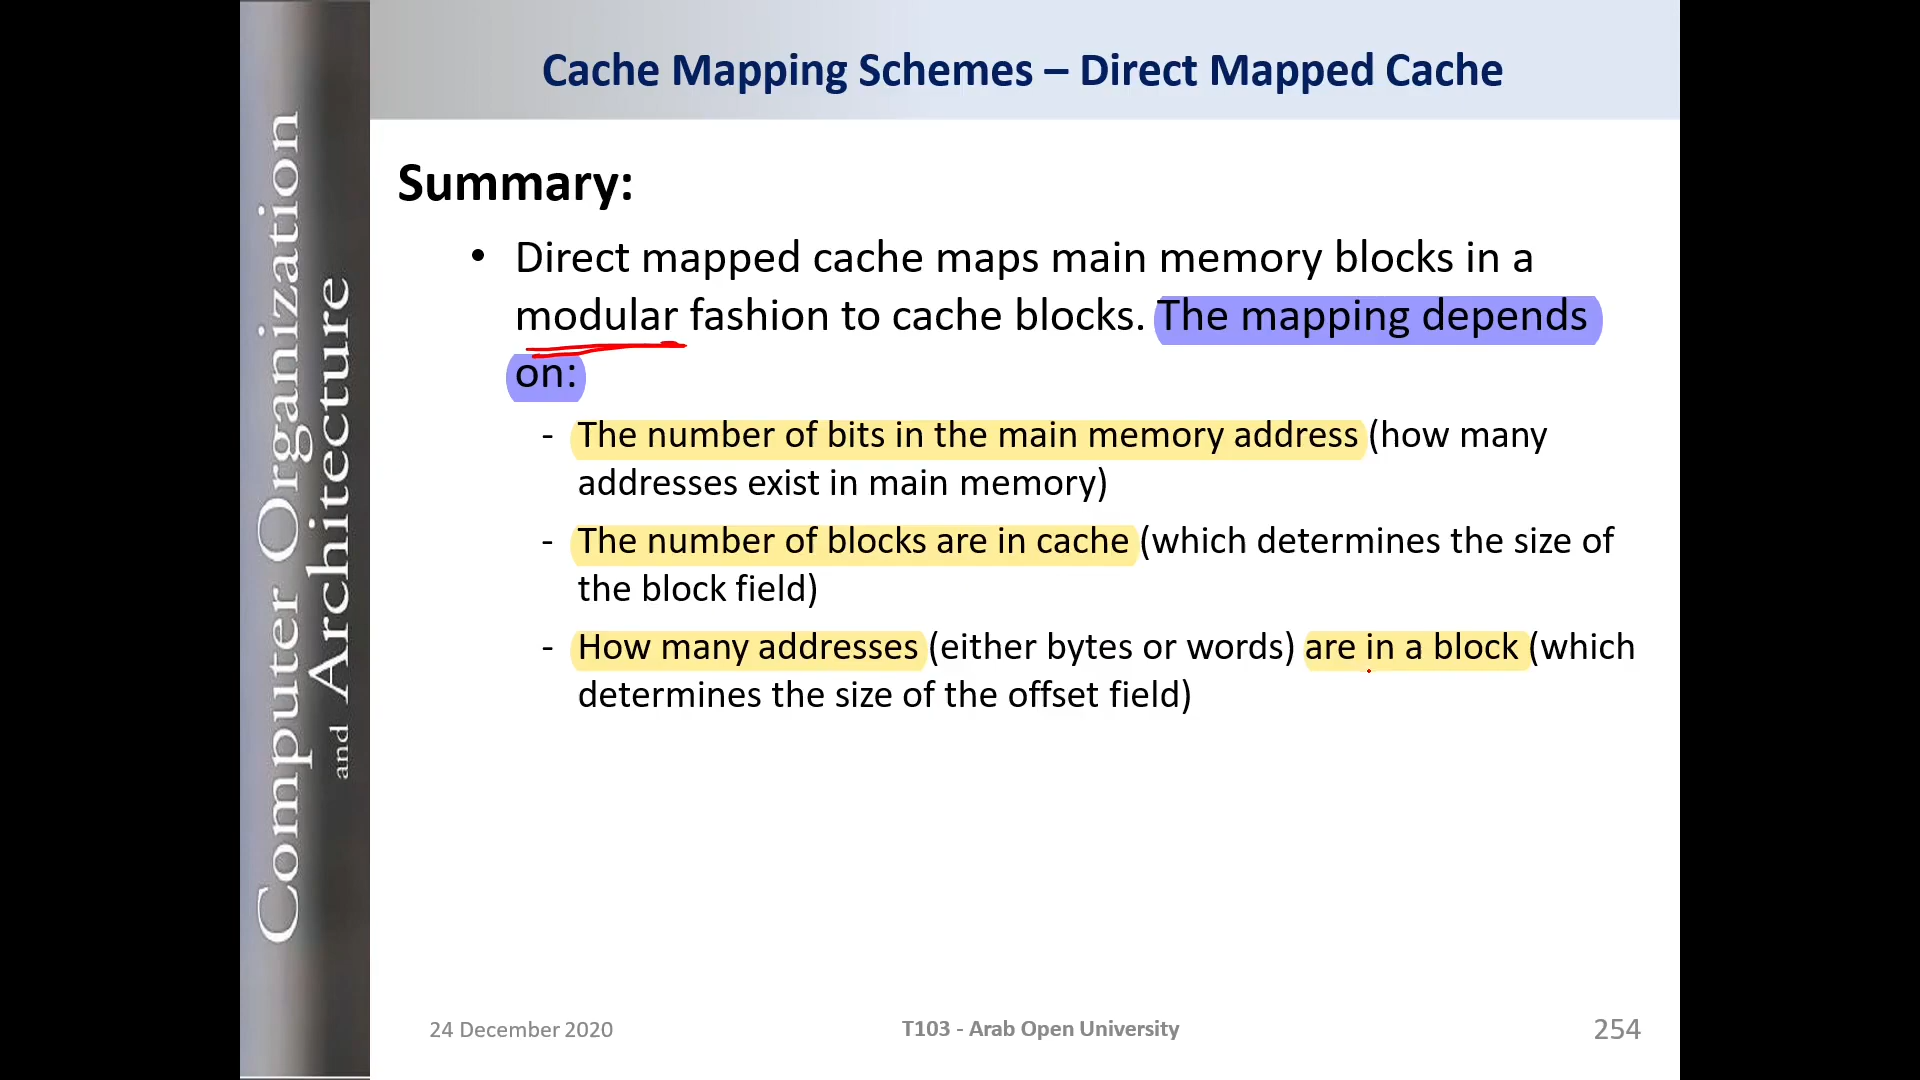 Computer Organization
and Architecture
Cache Mapping Schemes – Direct Mapped Cache
Summary:
• Direct mapped cache maps main memory blocks in a
modular fashion to cache blocks. The mapping depends
on:
- The number of bits in the main memory address (how many
addresses exist in main memory)
- The number of blocks are in cache (which determines the size of
the block field)
- How many addresses (either bytes or words) are in a block (which
determines the size of the offset field)
24 December 2020
T103 - Arab Open University
254